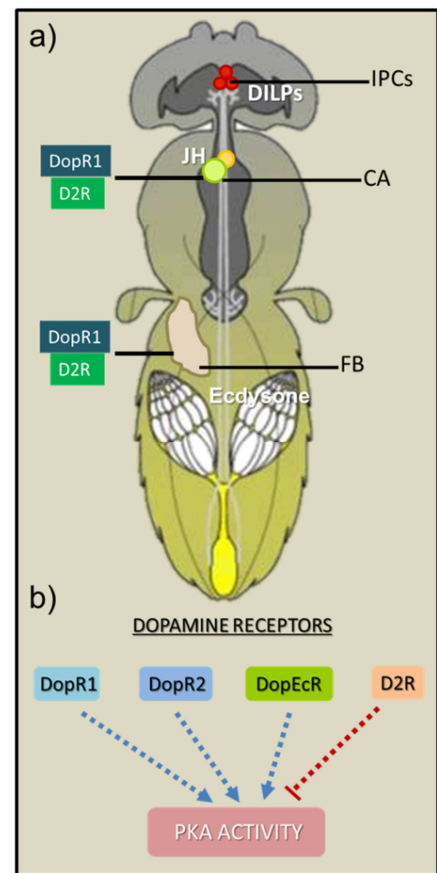 a)
IPCs
DILPs
JH
DopR1
D2R
CA
DopR1
D2R
FB
Ecdysone
b)
DOPAMINE RECEPTORS
DopR1 DopR2 DopEcR D2R
PKA ACTIVITY